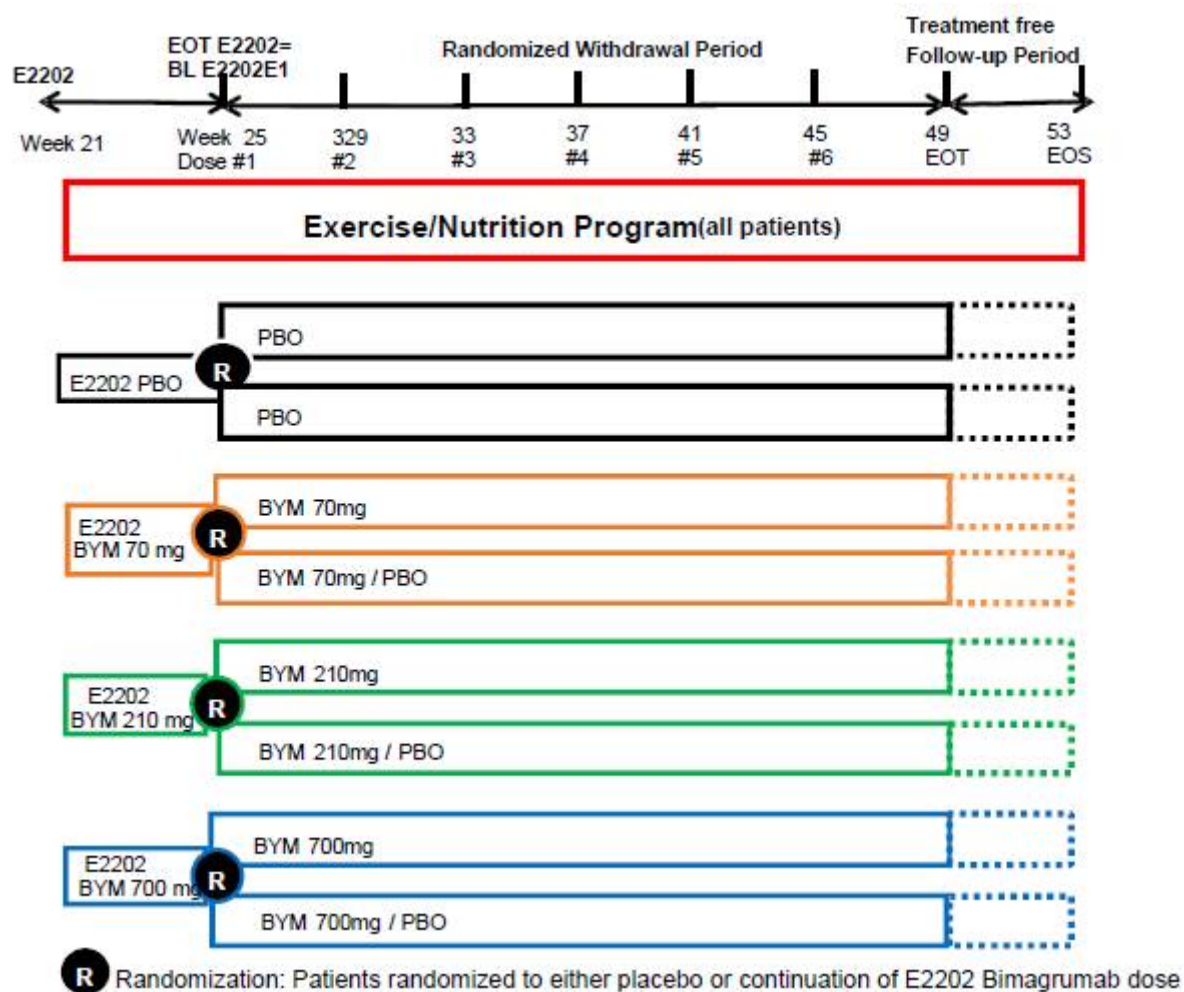 Treatment free
EOT E2202=
Randomized Withdrawal Period
Follow-up Period
E2202
BL E2202E1
Week 21
Week 25
329
33
37
41
45
49
53
Dose #1
#2
#3
#4
#5
#6
EOT
EOS
Exercise/Nutrition Program(all patients)
PBO
R
E2202 PBO
PBO
BYM 70mg
E2202
BYM 70 mg
R
BYM 70mg / PBO
BYM 210mg
E2202
BYM 210 mg
R
BYM 210mg / PBO
BYM 700mg
E2202
BYM 700 mg
R
BYM 700mg / PBO
R Randomization: Patients randomized to either placebo or continuation of E2202 Bimagrumab dose